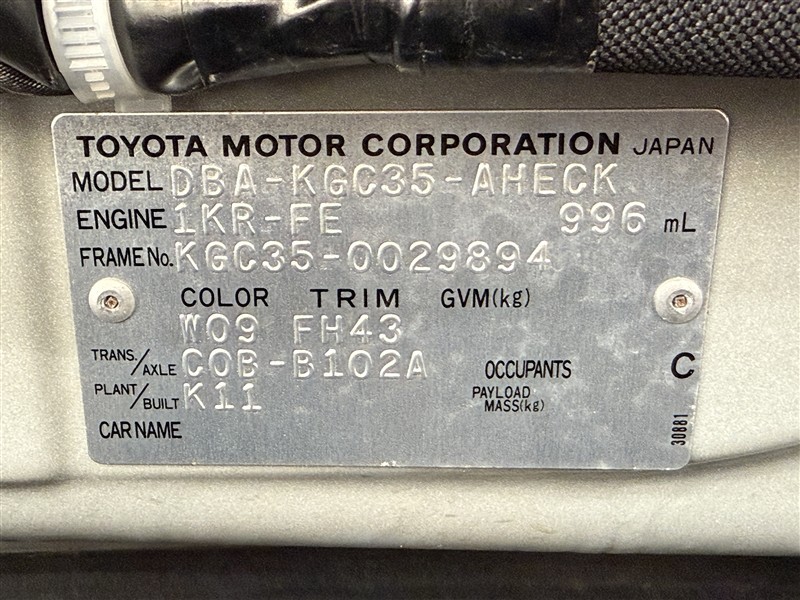 TOYOTA MOTOR CORPORATION JAPAN
MODEL DBA-KGC35-AHECK
ENGINE 1KR-FE 996 mL
FRAME No. KGC35-0029894
COLOR TRIM GVM(kg)
W09 FH43
TRANS./AXLE C0B-B102A OCCUPANTS C
PLANT/BUILT K11 PAYLOAD MASS(kg)
CAR NAME
30881